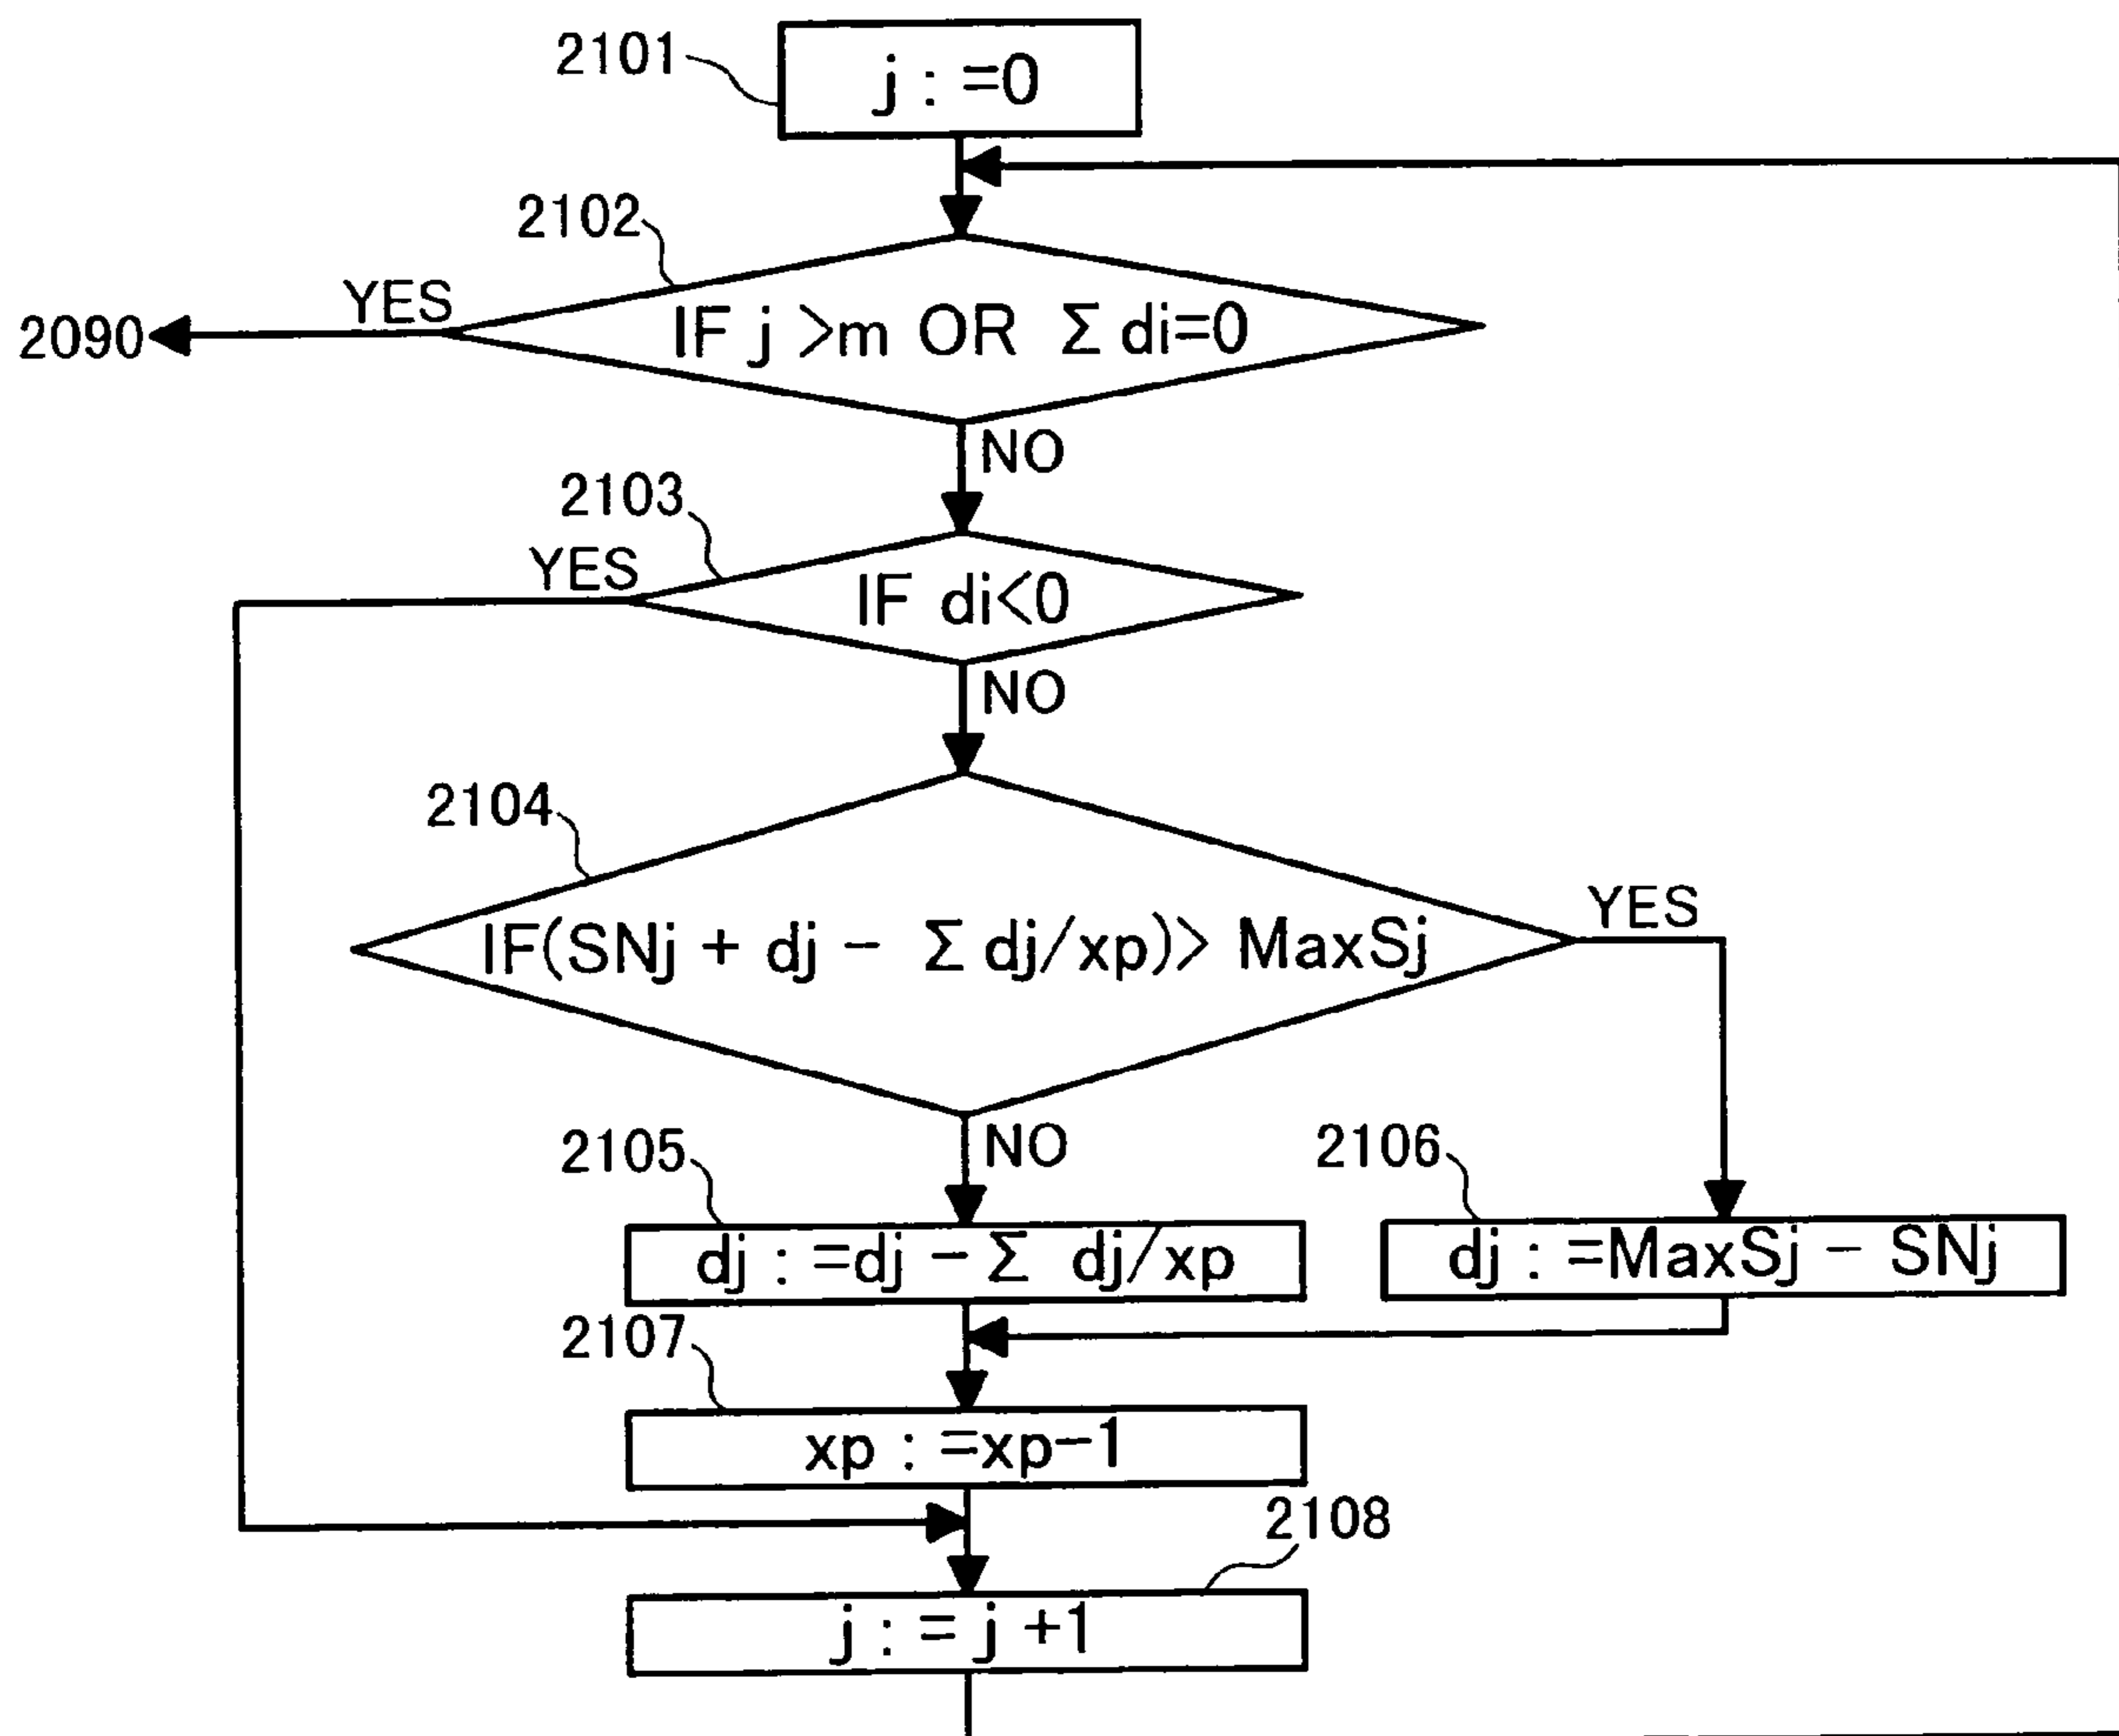 2101
j : =0
2102
YES
2090
IF j >m OR Σ di=0
NO
2103
YES
IF di<0
NO
2104
YES
IF(SNj + dj - Σ dj/xp)> MaxSj
NO
2105
2106
dj : =dj - Σ dj/xp
dj : =MaxSj - SNj
2107
xp : =xp-1
2108
j : = j +1